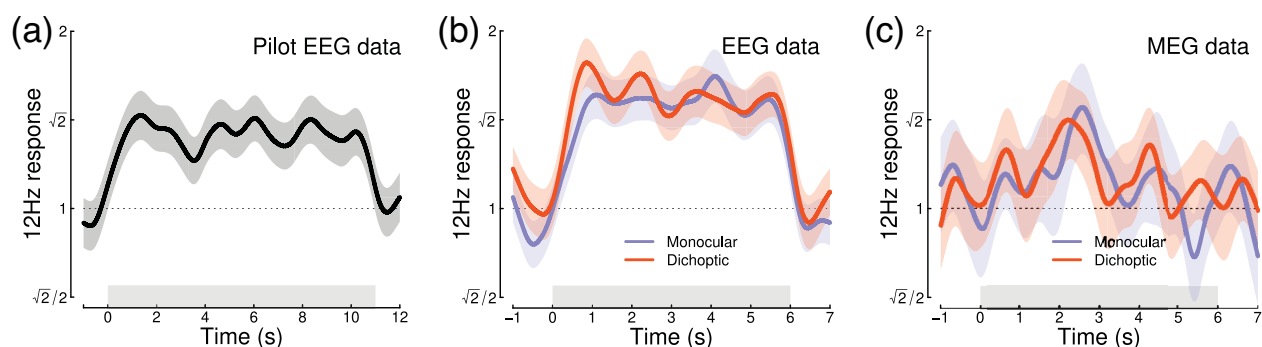 (a)
Pilot EEG data
12Hz response
2
√2
1
√2/2
0 2 4 6 8 10 12
Time (s)
(b)
EEG data
12Hz response
2
√2
1
√2/2
Monocular
Dichoptic
−1 0 1 2 3 4 5 6 7
Time (s)
(c)
MEG data
12Hz response
2
√2
1
√2/2
Monocular
Dichoptic
−1 0 1 2 3 4 5 6 7
Time (s)